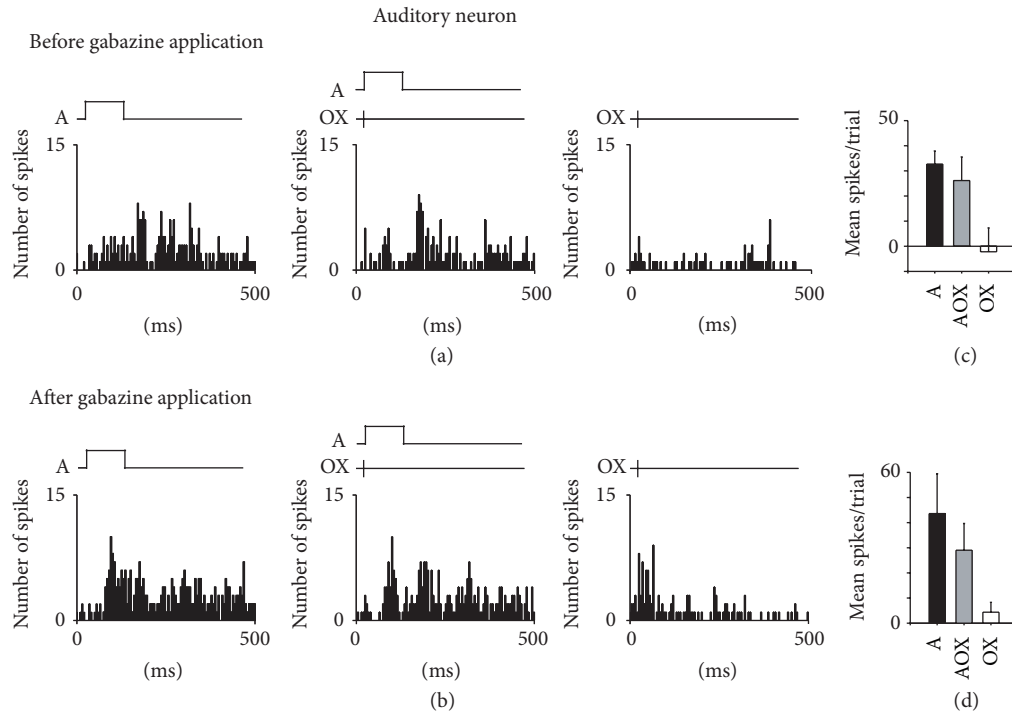 Auditory neuron
Before gabazine application
A
Number of spikes
15
0
0
500
(ms)
A
OX
Number of spikes
15
0
0
500
(ms)
OX
Number of spikes
15
0
0
500
(ms)
(a)
Mean spikes/trial
50
0
A
AOX
OX
(c)
After gabazine application
A
Number of spikes
15
0
0
500
(ms)
A
OX
Number of spikes
15
0
0
500
(ms)
OX
Number of spikes
15
0
0
500
(ms)
(b)
Mean spikes/trial
60
0
A
AOX
OX
(d)